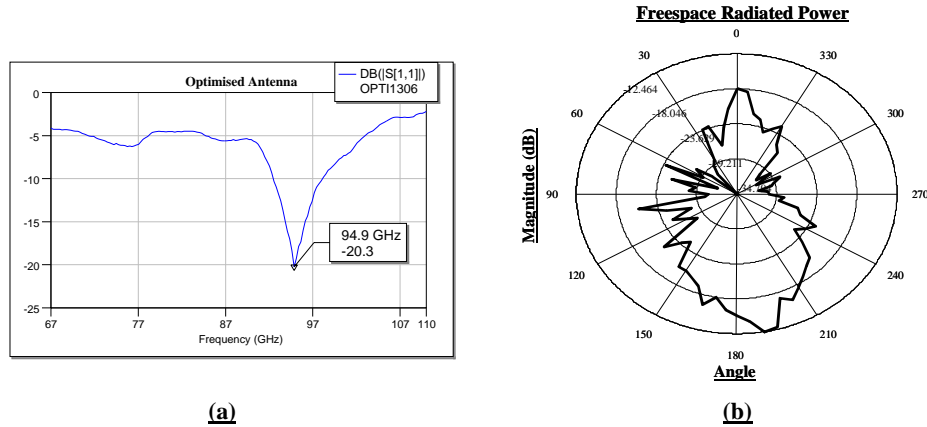 Optimised Antenna
DB(|S[1,1]|)
OPTI1306
0
-5
-10
-15
-20
-25
94.9 GHz
-20.3
67
77
87
97
107
110
Frequency (GHz)
(a)
Freespace Radiated Power
0
30
330
60
300
90
270
120
240
150
210
180
-12.464
-18.046
Magnitude (dB)
Angle
(b)